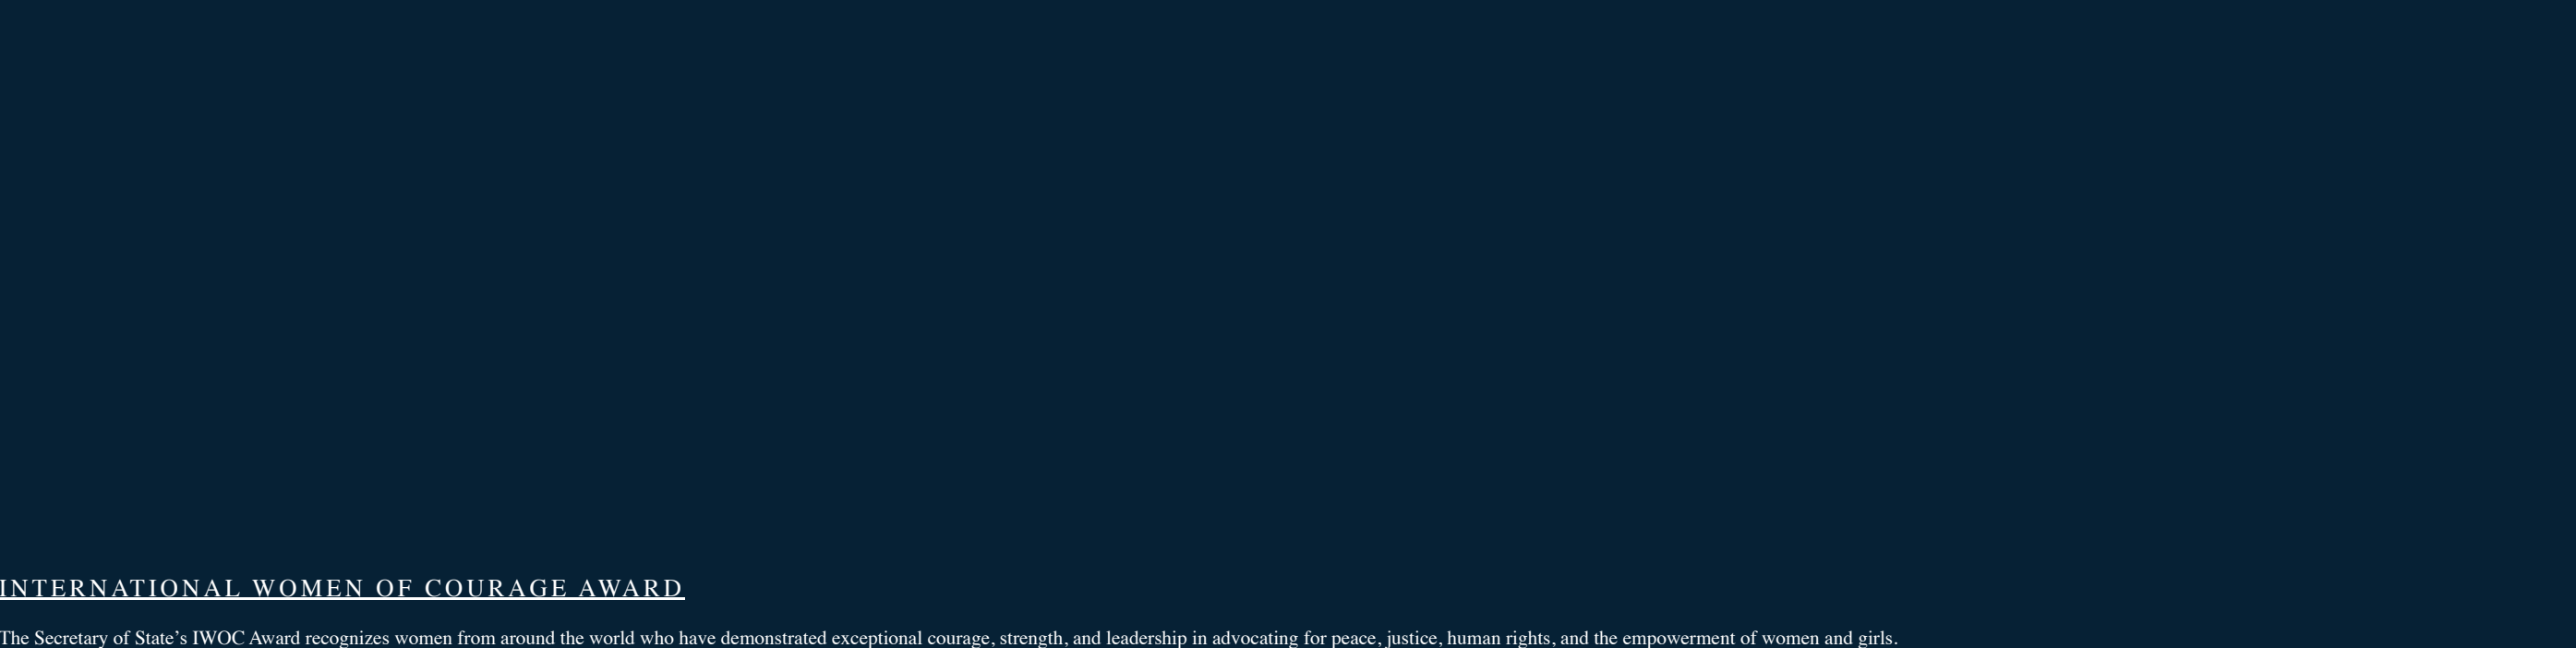 INTERNATIONAL WOMEN OF COURAGE AWARD
The Secretary of State’s IWOC Award recognizes women from around the world who have demonstrated exceptional courage, strength, and leadership in advocating for peace, justice, human rights, and the empowerment of women and girls.